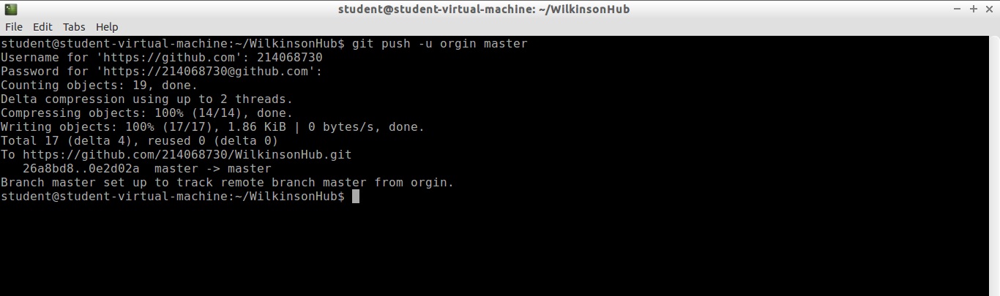 student@student-virtual-machine: ~/WilkinsonHub
File Edit Tabs Help
student@student-virtual-machine:~/WilkinsonHub$ git push -u orgin master
Username for 'https://github.com': 214068730
Password for 'https://214068730@github.com':
Counting objects: 19, done.
Delta compression using up to 2 threads.
Compressing objects: 100% (14/14), done.
Writing objects: 100% (17/17), 1.86 KiB | 0 bytes/s, done.
Total 17 (delta 4), reused 0 (delta 0)
To https://github.com/214068730/WilkinsonHub.git
   26a8bd8..0e2d02a  master -> master
Branch master set up to track remote branch master from orgin.
student@student-virtual-machine:~/WilkinsonHub$